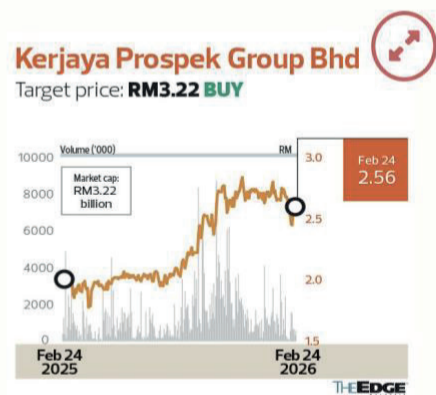 Kerjaya Prospek Group Bhd
Target price: RM3.22 BUY
Volume ('000)
RM
10000
8000
6000
4000
2000
0
Market cap:
RM3.22
billion
3.0
2.5
2.0
1.5
Feb 24
2.56
Feb 24
2025
Feb 24
2026
THE EDGE